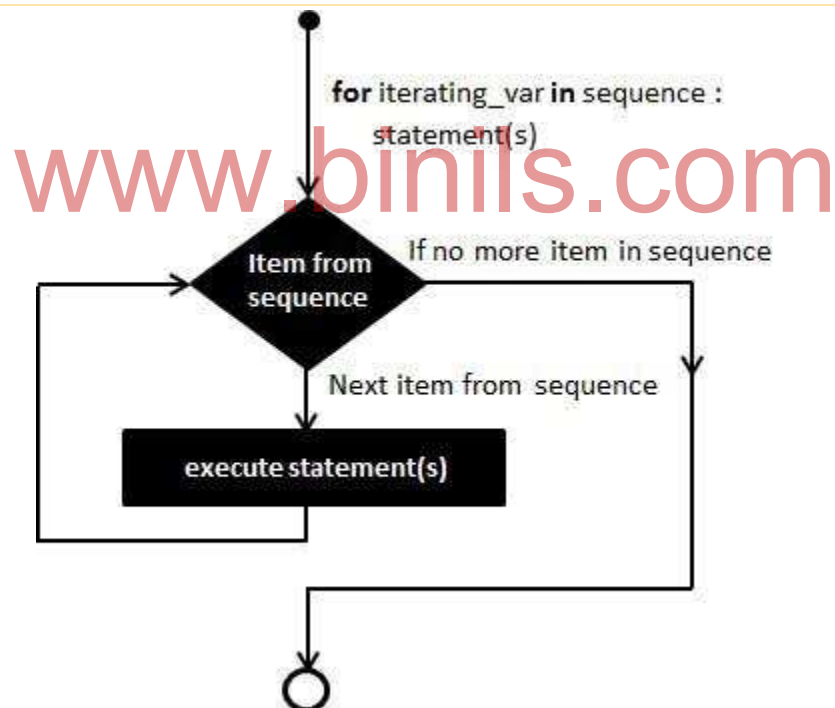 for iterating_var in sequence :
statement(s)
www.binils.com
If no more item in sequence
Item from
sequence
Next item from sequence
execute statement(s)